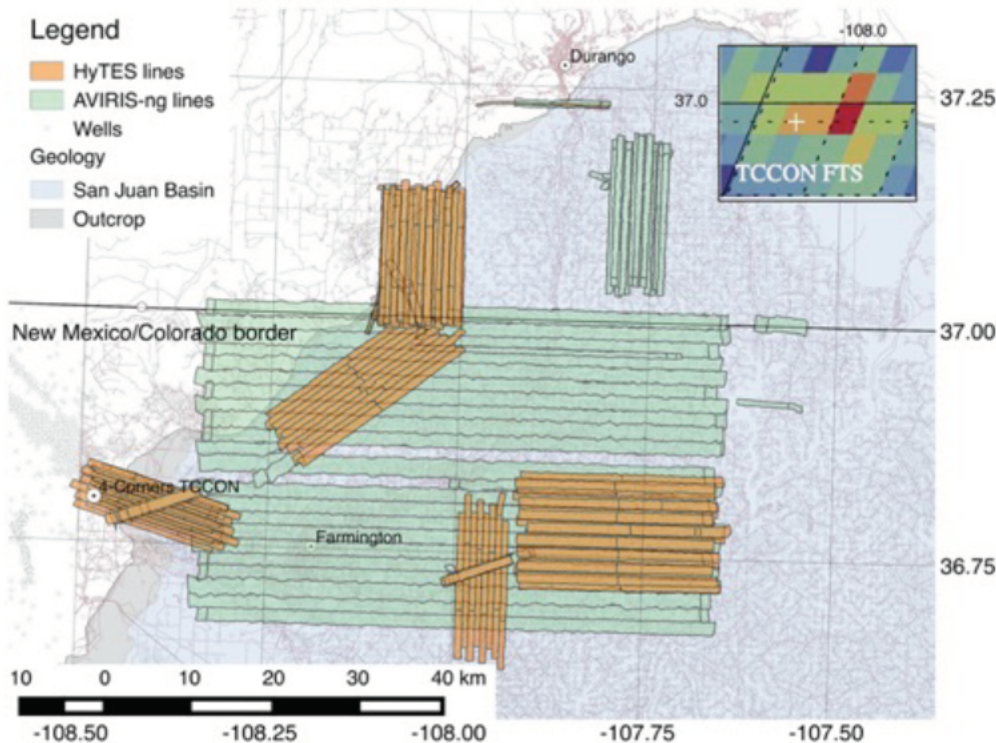 Legend
HyTES lines
AVIRIS-ng lines
Wells
Geology
San Juan Basin
Outcrop
Durango
-108.0
37.0
TCCON FTS
37.25
New Mexico/Colorado border
37.00
4-Corners TCCON
Farmington
36.75
10 0 10 20 30 40 km
-108.50 -108.25 -108.00 -107.75 -107.50